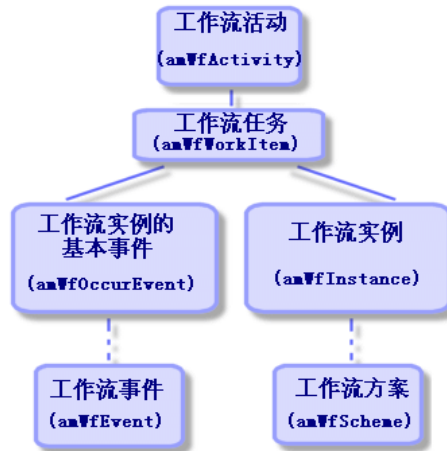 工作流活动
(amWfActivity)
工作流任务
(amWfWorkItem)
工作流实例的
基本事件
(amWfOccurEvent)
工作流实例
(amWfInstance)
工作流事件
(amWfEvent)
工作流方案
(amWfScheme)